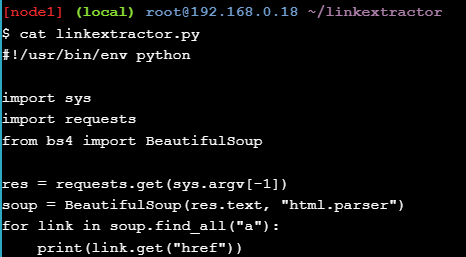 [node1] (local) root@192.168.0.18 ~/linkextractor
$ cat linkextractor.py
#!/usr/bin/env python
import sys
import requests
from bs4 import BeautifulSoup
res = requests.get(sys.argv[-1])
soup = BeautifulSoup(res.text, "html.parser")
for link in soup.find_all("a"):
    print(link.get("href"))